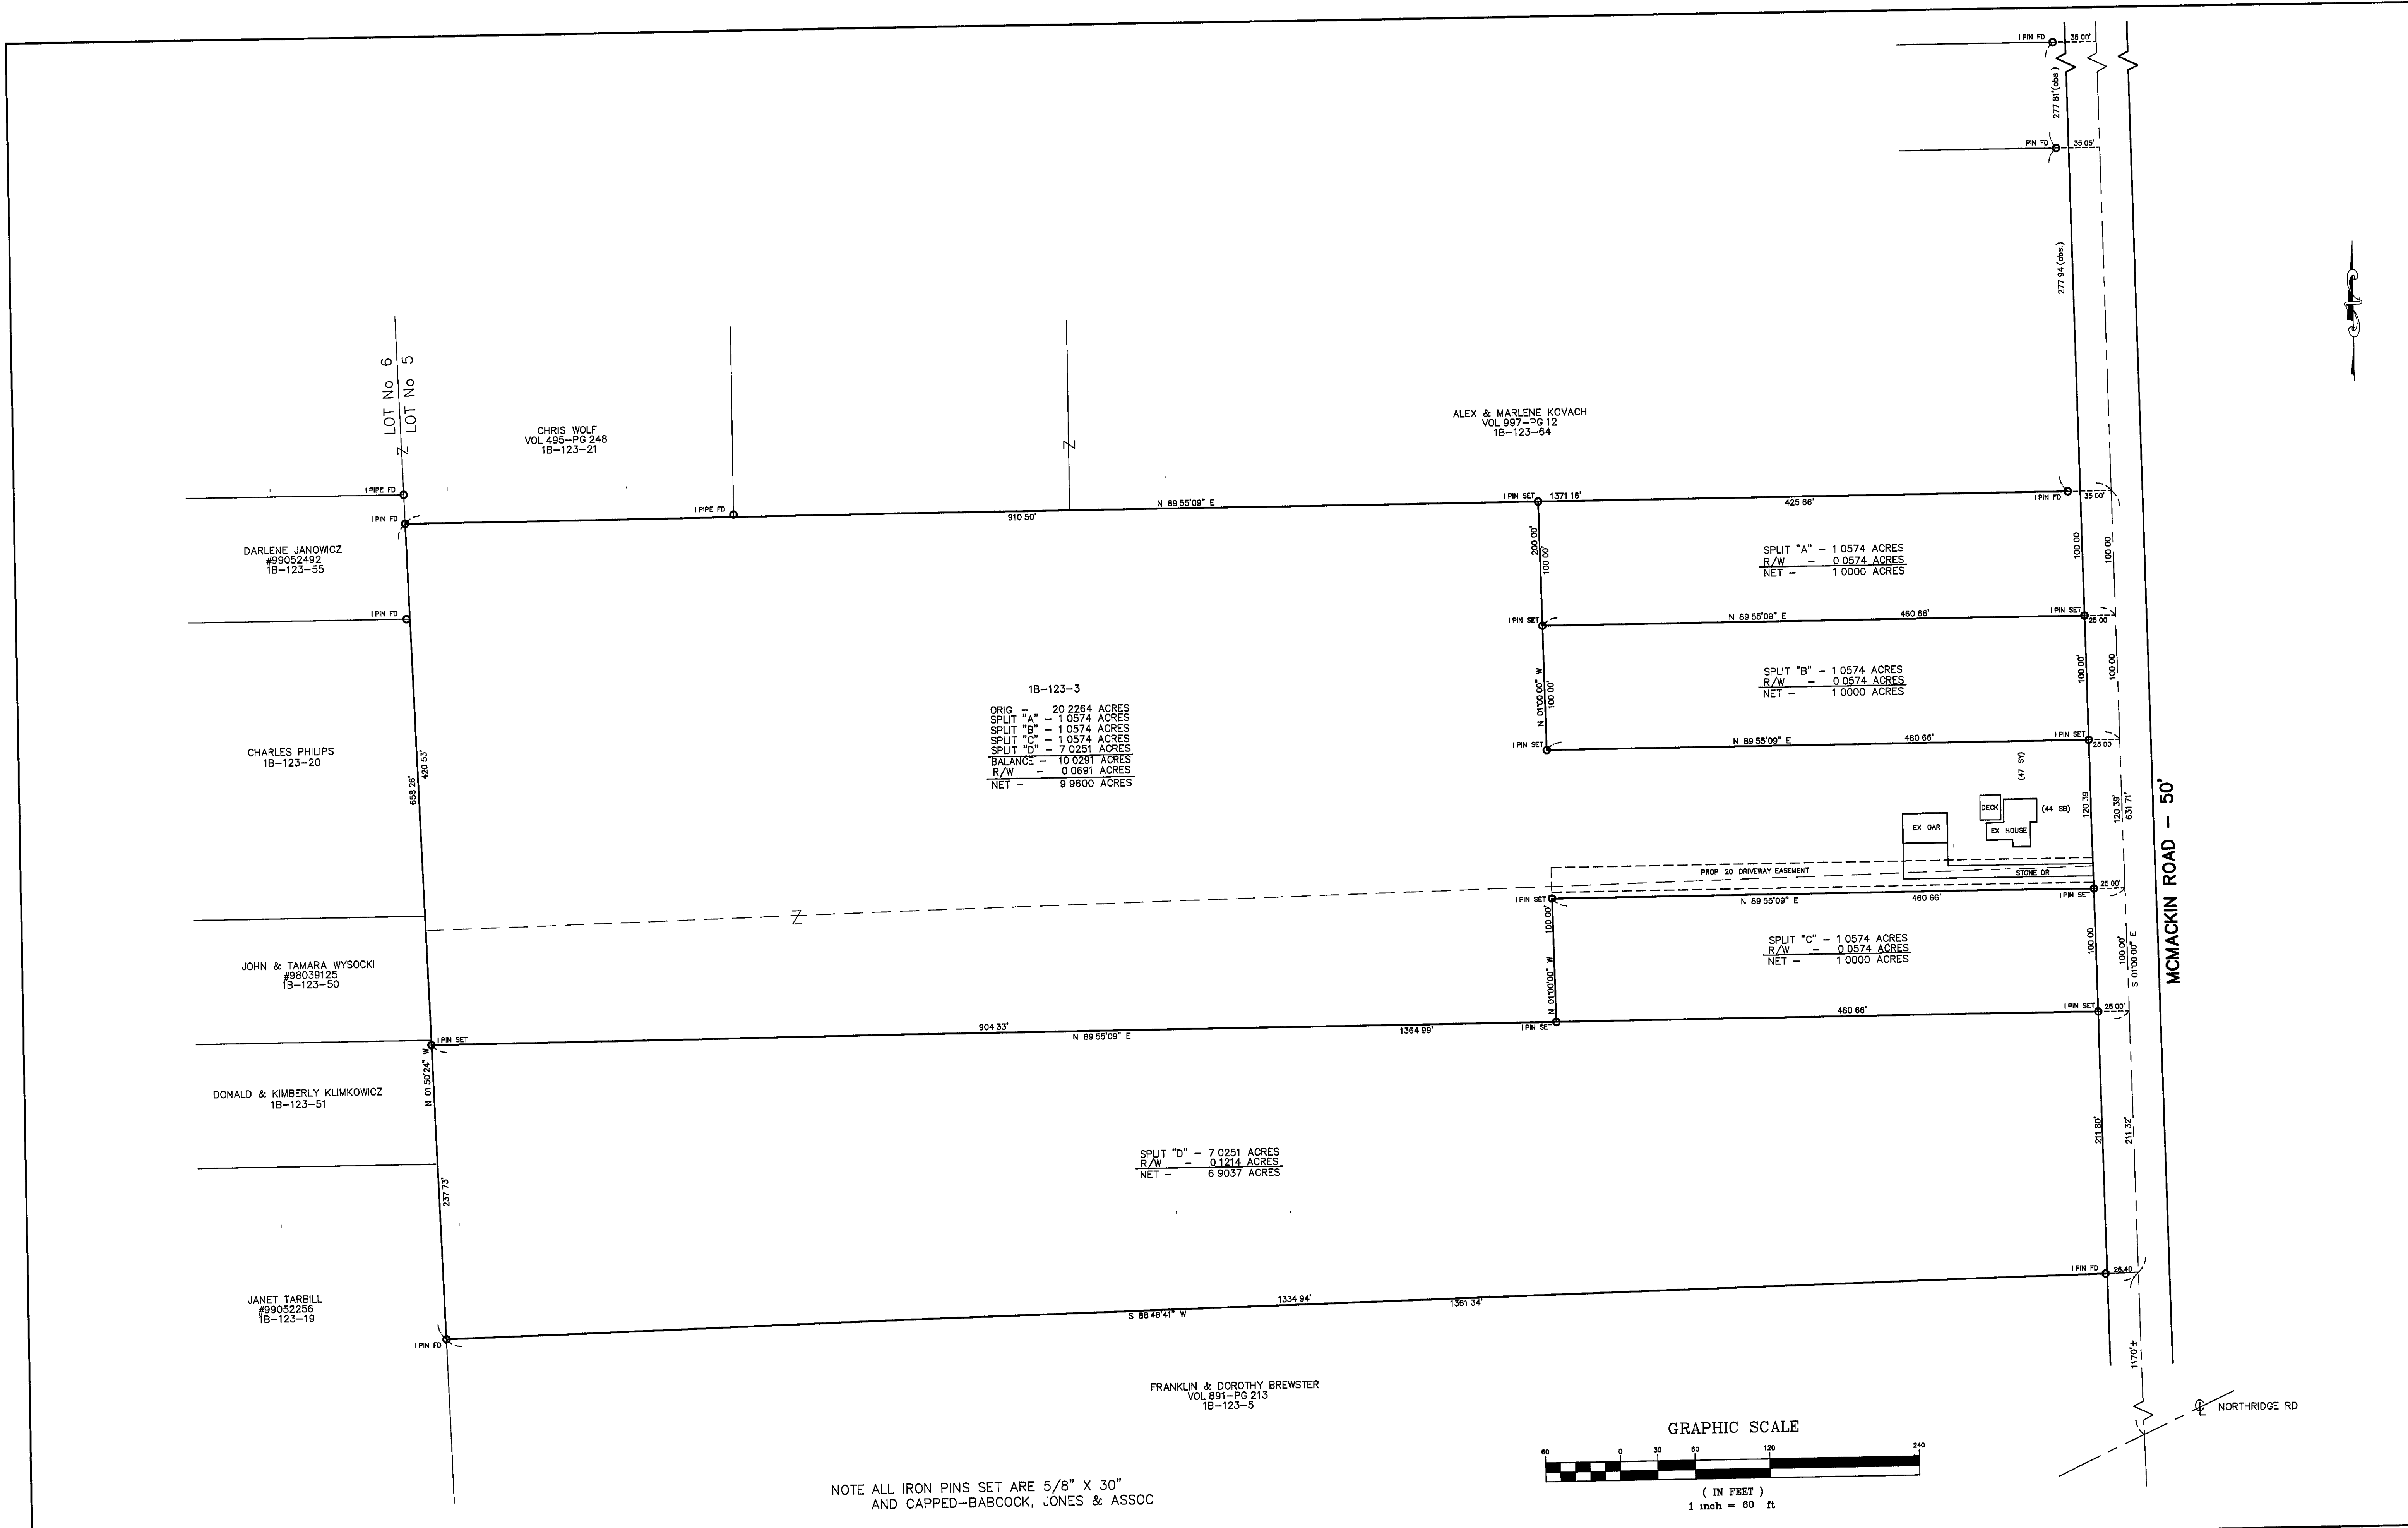 I PIN FD
35 00'
277 81'(obs)
I PIN FD
35 05'
277 94 (obs.)
LOT No 6
LOT No 5
CHRIS WOLF
VOL 495-PG 248
1B-123-21
ALEX & MARLENE KOVACH
VOL 997-PG 12
1B-123-64
I PIPE FD
I PIN FD
I PIPE FD
910 50'
N 89 55'09" E
I PIN SET
1371 16'
425 66'
I PIN FD
35 00'
DARLENE JANOWICZ
#99052492
1B-123-55
I PIN FD
200 00'
100 00'
SPLIT "A" - 1 0574 ACRES
R/W - 0 0574 ACRES
NET - 1 0000 ACRES
100 00
100 00
I PIN SET
N 89 55'09" E
460 66'
I PIN SET
25 00
N 01'00'00" W
100 00'
SPLIT "B" - 1 0574 ACRES
R/W - 0 0574 ACRES
NET - 1 0000 ACRES
100 00'
100 00
I PIN SET
N 89 55'09" E
460 66'
I PIN SET
25 00
1B-123-3
ORIG - 20 2264 ACRES
SPLIT "A" - 1 0574 ACRES
SPLIT "B" - 1 0574 ACRES
SPLIT "C" - 1 0574 ACRES
SPLIT "D" - 7 0251 ACRES
BALANCE - 10 0291 ACRES
R/W - 0 0691 ACRES
NET - 9 9600 ACRES
CHARLES PHILIPS
1B-123-20
658 26'
420 53'
(47 SY)
DECK
(44 SB)
EX HOUSE
EX GAR
120 39
120 39'
631 71'
MCMACKIN ROAD - 50'
PROP 20 DRIVEWAY EASEMENT
STONE DR
I PIN SET
N 89 55'09" E
460 66'
I PIN SET
25 00'
JOHN & TAMARA WYSOCKI
#98039125
1B-123-50
100 00'
N 01'00'00" W
SPLIT "C" - 1 0574 ACRES
R/W - 0 0574 ACRES
NET - 1 0000 ACRES
100 00
100 00'
S 01'00 00" E
I PIN SET
904 33'
N 89 55'09" E
1364 99'
I PIN SET
460 66'
I PIN SET
25 00'
N 01 50'24" W
DONALD & KIMBERLY KLIMKOWICZ
1B-123-51
237 73'
SPLIT "D" - 7 0251 ACRES
R/W - 0 1214 ACRES
NET - 6 9037 ACRES
211 80'
211 32'
JANET TARBILL
#99052256
1B-123-19
I PIN FD
S 88 48'41" W
1334 94'
1361 34'
I PIN FD
26.40
1170'±
FRANKLIN & DOROTHY BREWSTER
VOL 891-PG 213
1B-123-5
NORTHRIDGE RD
GRAPHIC SCALE
60 0 30 60 120 240
( IN FEET )
1 inch = 60 ft
NOTE ALL IRON PINS SET ARE 5/8" X 30"
AND CAPPED-BABCOCK, JONES & ASSOC